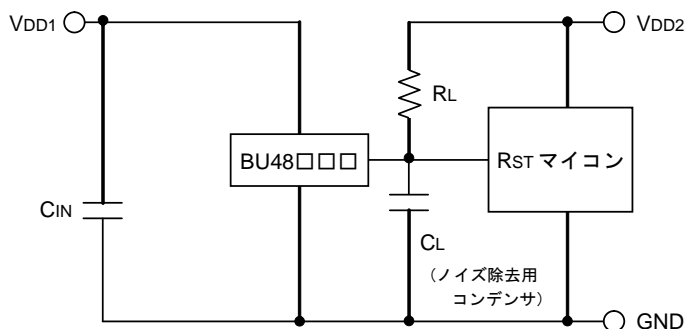 VDD1
VDD2
RL
BU48□□□
RST マイコン
CIN
CL
(ノイズ除去用
コンデンサ)
GND